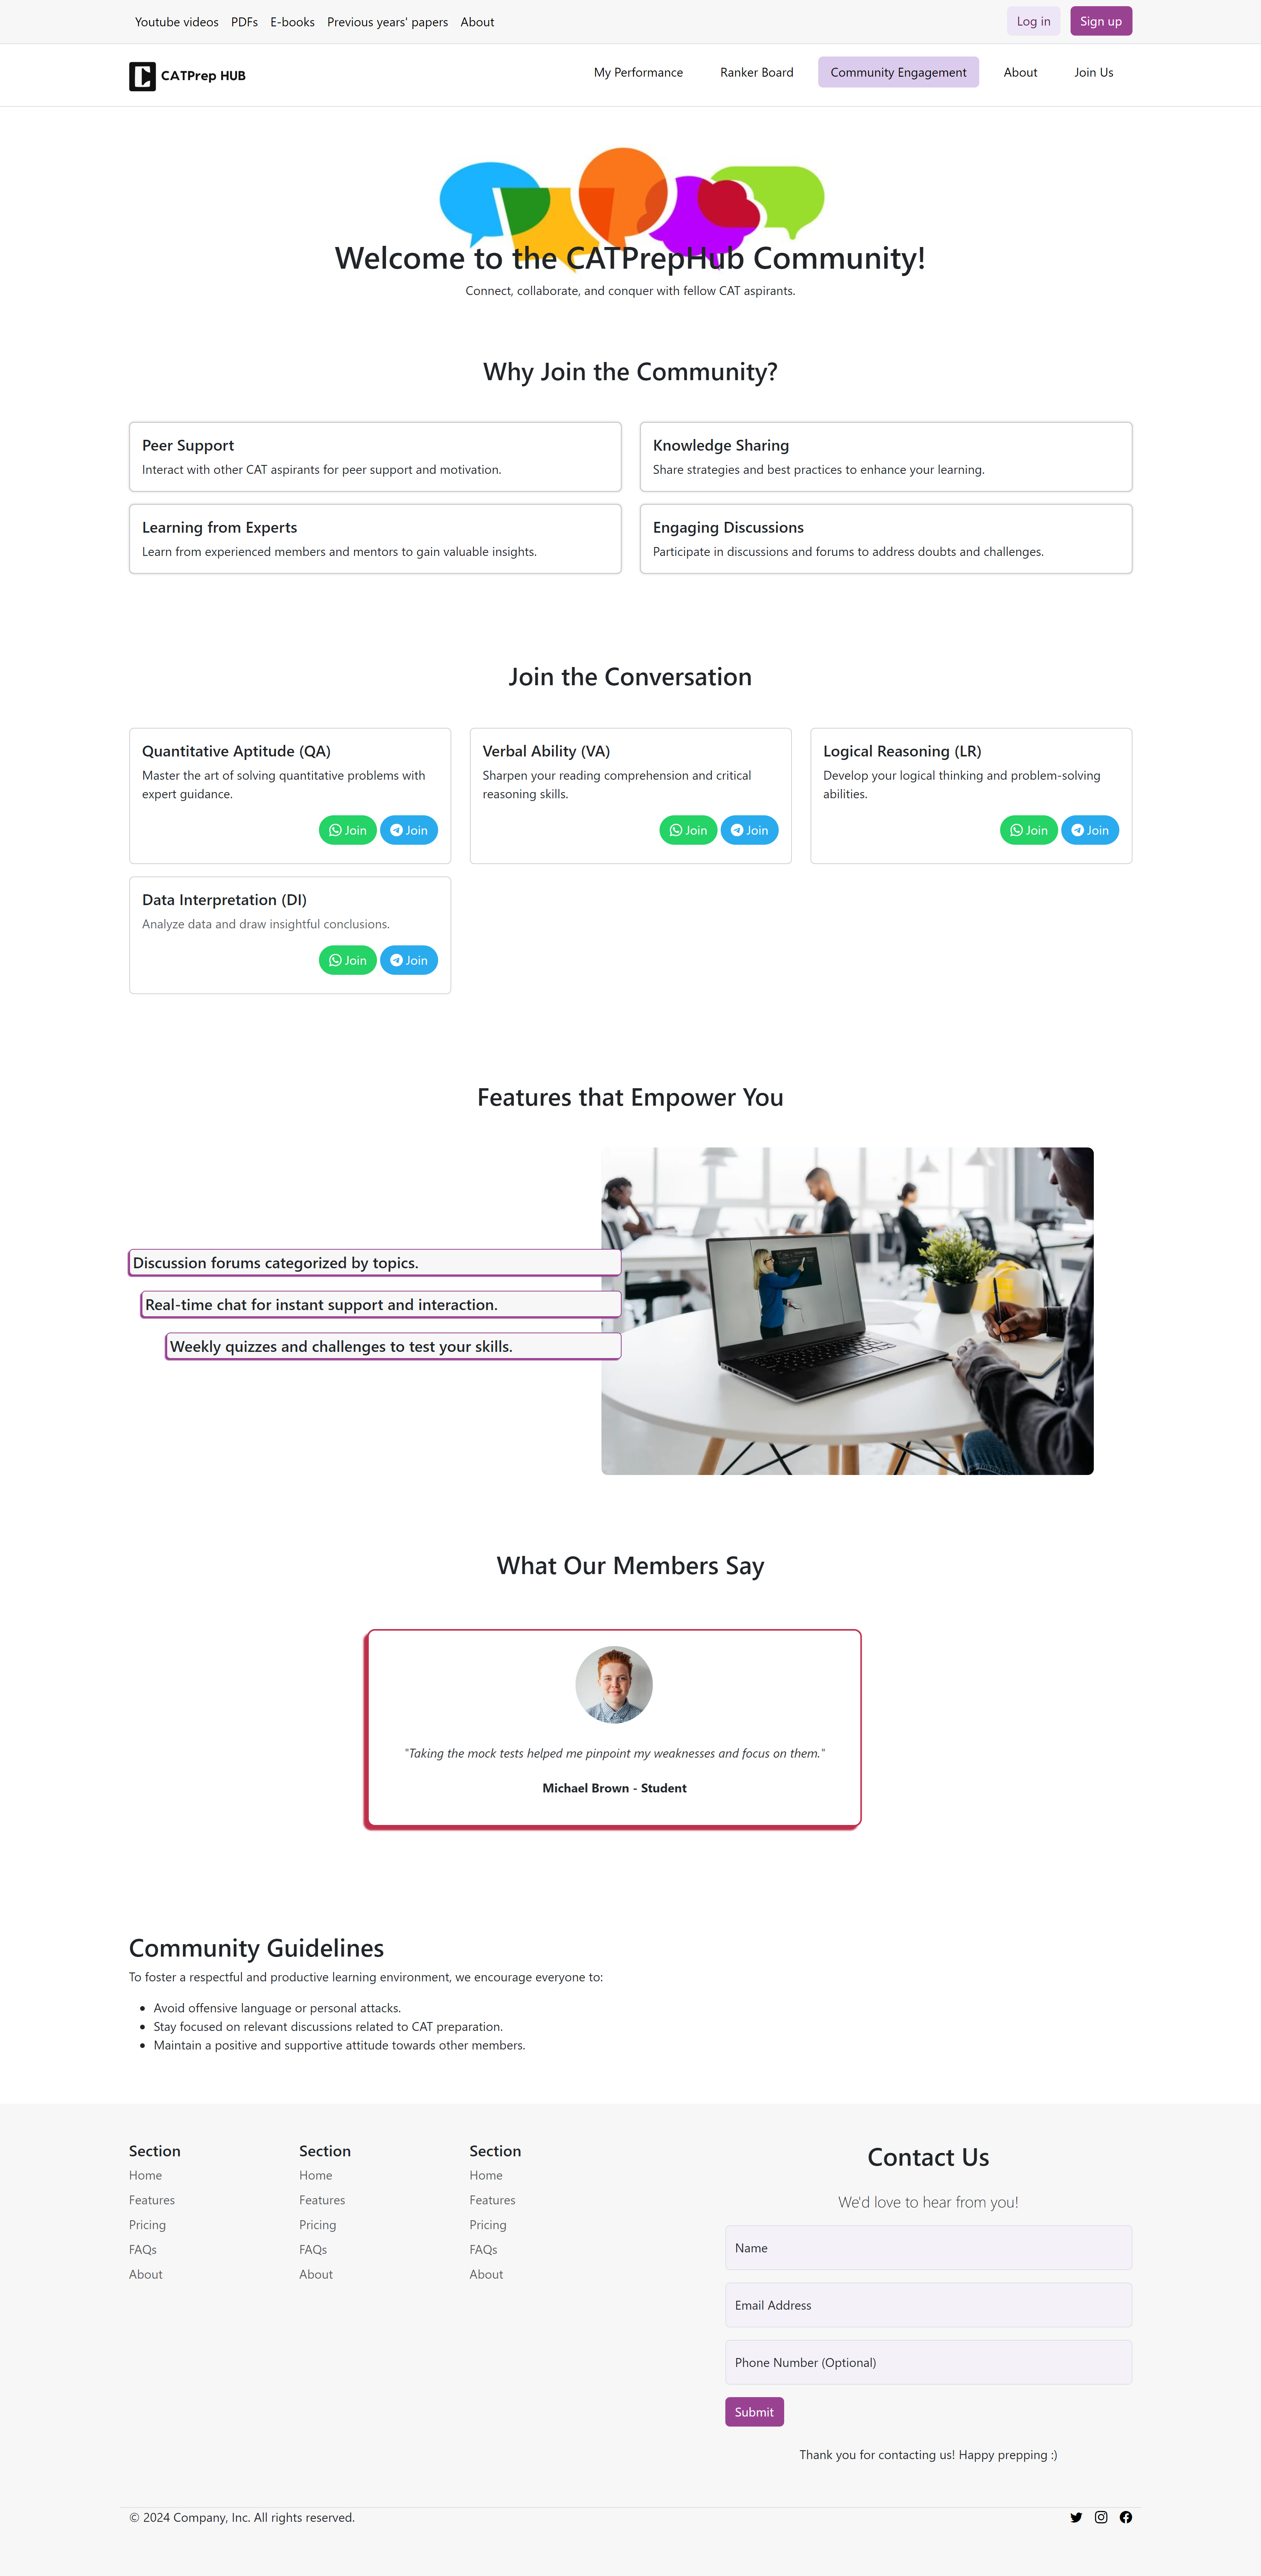 Youtube videos PDFs E-books Previous years' papers About Log in Sign up
CATPrep HUB My Performance Ranker Board Community Engagement About Join Us
Welcome to the CATPrepHub Community!
Connect, collaborate, and conquer with fellow CAT aspirants.
Why Join the Community?
Peer Support
Interact with other CAT aspirants for peer support and motivation.
Knowledge Sharing
Share strategies and best practices to enhance your learning.
Learning from Experts
Learn from experienced members and mentors to gain valuable insights.
Engaging Discussions
Participate in discussions and forums to address doubts and challenges.
Join the Conversation
Quantitative Aptitude (QA)
Master the art of solving quantitative problems with
expert guidance.
Join Join
Verbal Ability (VA)
Sharpen your reading comprehension and critical
reasoning skills.
Join Join
Logical Reasoning (LR)
Develop your logical thinking and problem-solving
abilities.
Join Join
Data Interpretation (DI)
Analyze data and draw insightful conclusions.
Join Join
Features that Empower You
Discussion forums categorized by topics.
Real-time chat for instant support and interaction.
Weekly quizzes and challenges to test your skills.
What Our Members Say
"Taking the mock tests helped me pinpoint my weaknesses and focus on them."
Michael Brown - Student
Community Guidelines
To foster a respectful and productive learning environment, we encourage everyone to:
• Avoid offensive language or personal attacks.
• Stay focused on relevant discussions related to CAT preparation.
• Maintain a positive and supportive attitude towards other members.
Section
Home
Features
Pricing
FAQs
About
Section
Home
Features
Pricing
FAQs
About
Section
Home
Features
Pricing
FAQs
About
Contact Us
We'd love to hear from you!
Name
Email Address
Phone Number (Optional)
Submit
Thank you for contacting us! Happy prepping :)
© 2024 Company, Inc. All rights reserved.